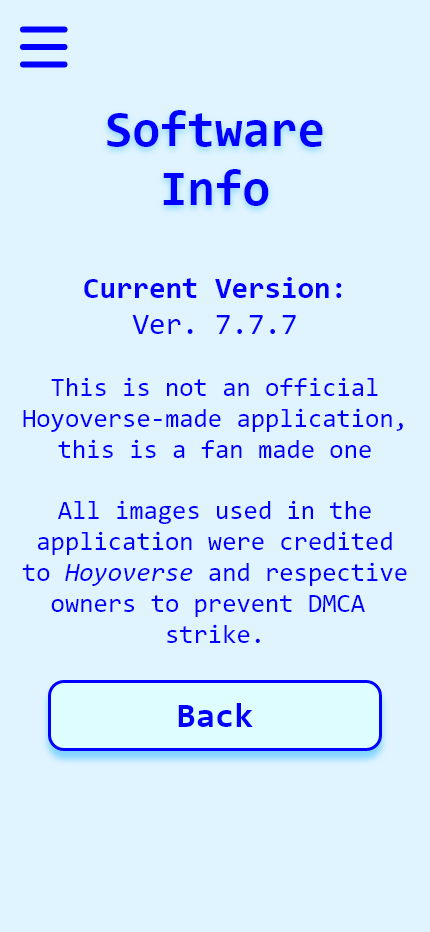 Software
Info
Current Version:
Ver. 7.7.7
This is not an official
Hoyoverse-made application,
this is a fan made one
All images used in the
application were credited
to Hoyoverse and respective
owners to prevent DMCA
strike.
Back